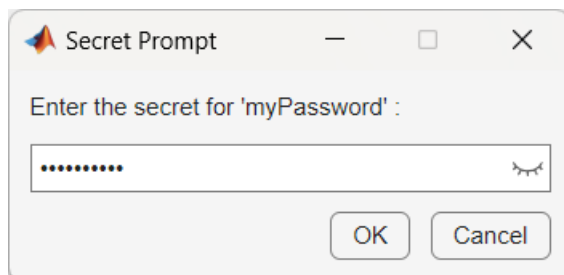 Secret Prompt
Enter the secret for 'myPassword' :
••••••••••
OK Cancel